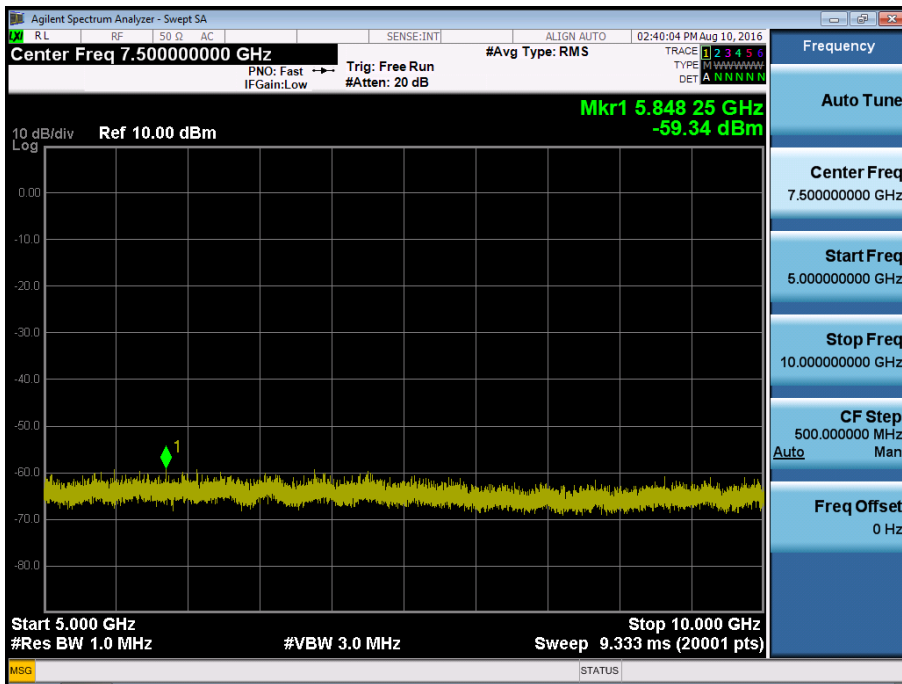 Agilent Spectrum Analyzer - Swept SA
LXI RL RF 50 Ω AC SENSE:INT ALIGN AUTO 02:40:04 PM Aug 10, 2016
Center Freq 7.500000000 GHz #Avg Type: RMS TRACE 1 2 3 4 5 6
PNO: Fast Trig: Free Run TYPE M WWWWW
IFGain:Low #Atten: 20 dB DET A N N N N N
Mkr1 5.848 25 GHz
-59.34 dBm
10 dB/div Ref 10.00 dBm
Log
0.00
-10.0
-20.0
-30.0
-40.0
-50.0
1
-60.0
-70.0
-80.0
Start 5.000 GHz Stop 10.000 GHz
#Res BW 1.0 MHz #VBW 3.0 MHz Sweep 9.333 ms (20001 pts)
MSG STATUS
Frequency
Auto Tune
Center Freq
7.500000000 GHz
Start Freq
5.000000000 GHz
Stop Freq
10.000000000 GHz
CF Step
500.000000 MHz
Auto Man
Freq Offset
0 Hz